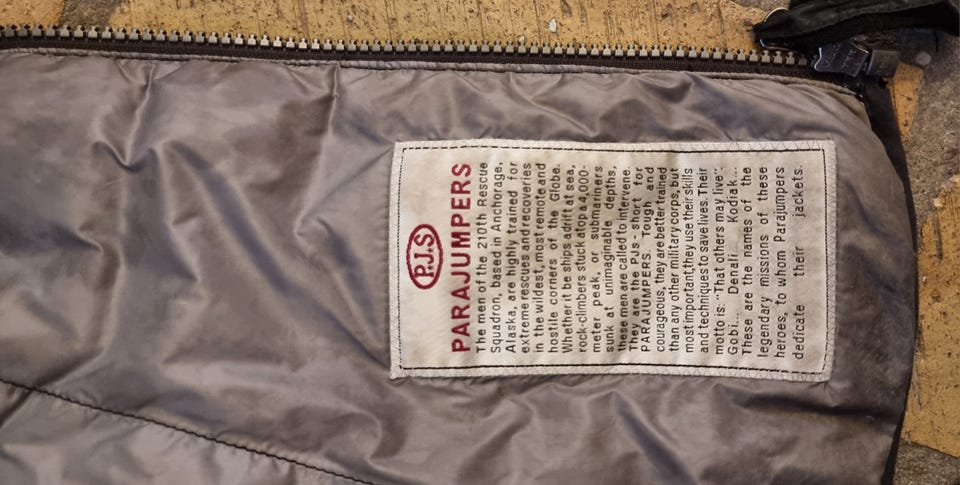 P.J.S
PARAJUMPERS
The men of the 210th Rescue
Squadron, based in Anchorage,
Alaska, are highly trained for
extreme rescues and recoveries
in the wildest, most remote and
hostile corners of the Globe.
Whether it be ships adrift at sea,
rock-climbers stuck atop a 4,000-
meter peak, or submariners
sunk at unimaginable depths,
these men are called to intervene.
They are the PJs - short for
PARAJUMPERS. Tough and
courageous, they are better trained
than any other military corps, but
most important,they use their skills
and techniques to save lives. Their
motto is: "That others may live".
Gobi... Denali... Kodiak...
These are the names of the
legendary missions of these
heroes, to whom Parajumpers
dedicate their jackets.